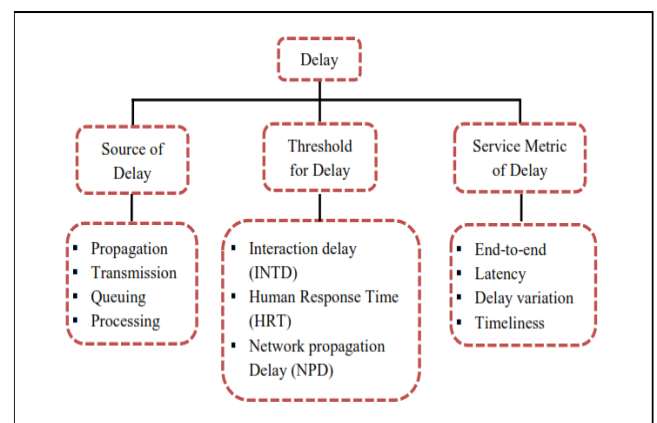 Delay
Source of
Delay
Threshold
for Delay
Service Metric
of Delay
▪ Propagation
▪ Transmission
▪ Queuing
▪ Processing
▪ Interaction delay
(INTD)
▪ Human Response Time
(HRT)
▪ Network propagation
Delay (NPD)
▪ End-to-end
▪ Latency
▪ Delay variation
▪ Timeliness